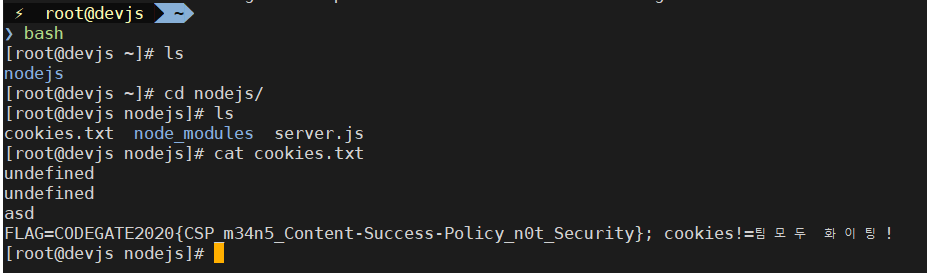 ⚡ root@devjs ~
❯ bash
[root@devjs ~]# ls
nodejs
[root@devjs ~]# cd nodejs/
[root@devjs nodejs]# ls
cookies.txt  node_modules  server.js
[root@devjs nodejs]# cat cookies.txt
undefined
undefined
asd
FLAG=CODEGATE2020{CSP_m34n5_Content-Success-Policy_n0t_Security}; cookies!=팀모두 화이팅!
[root@devjs nodejs]#